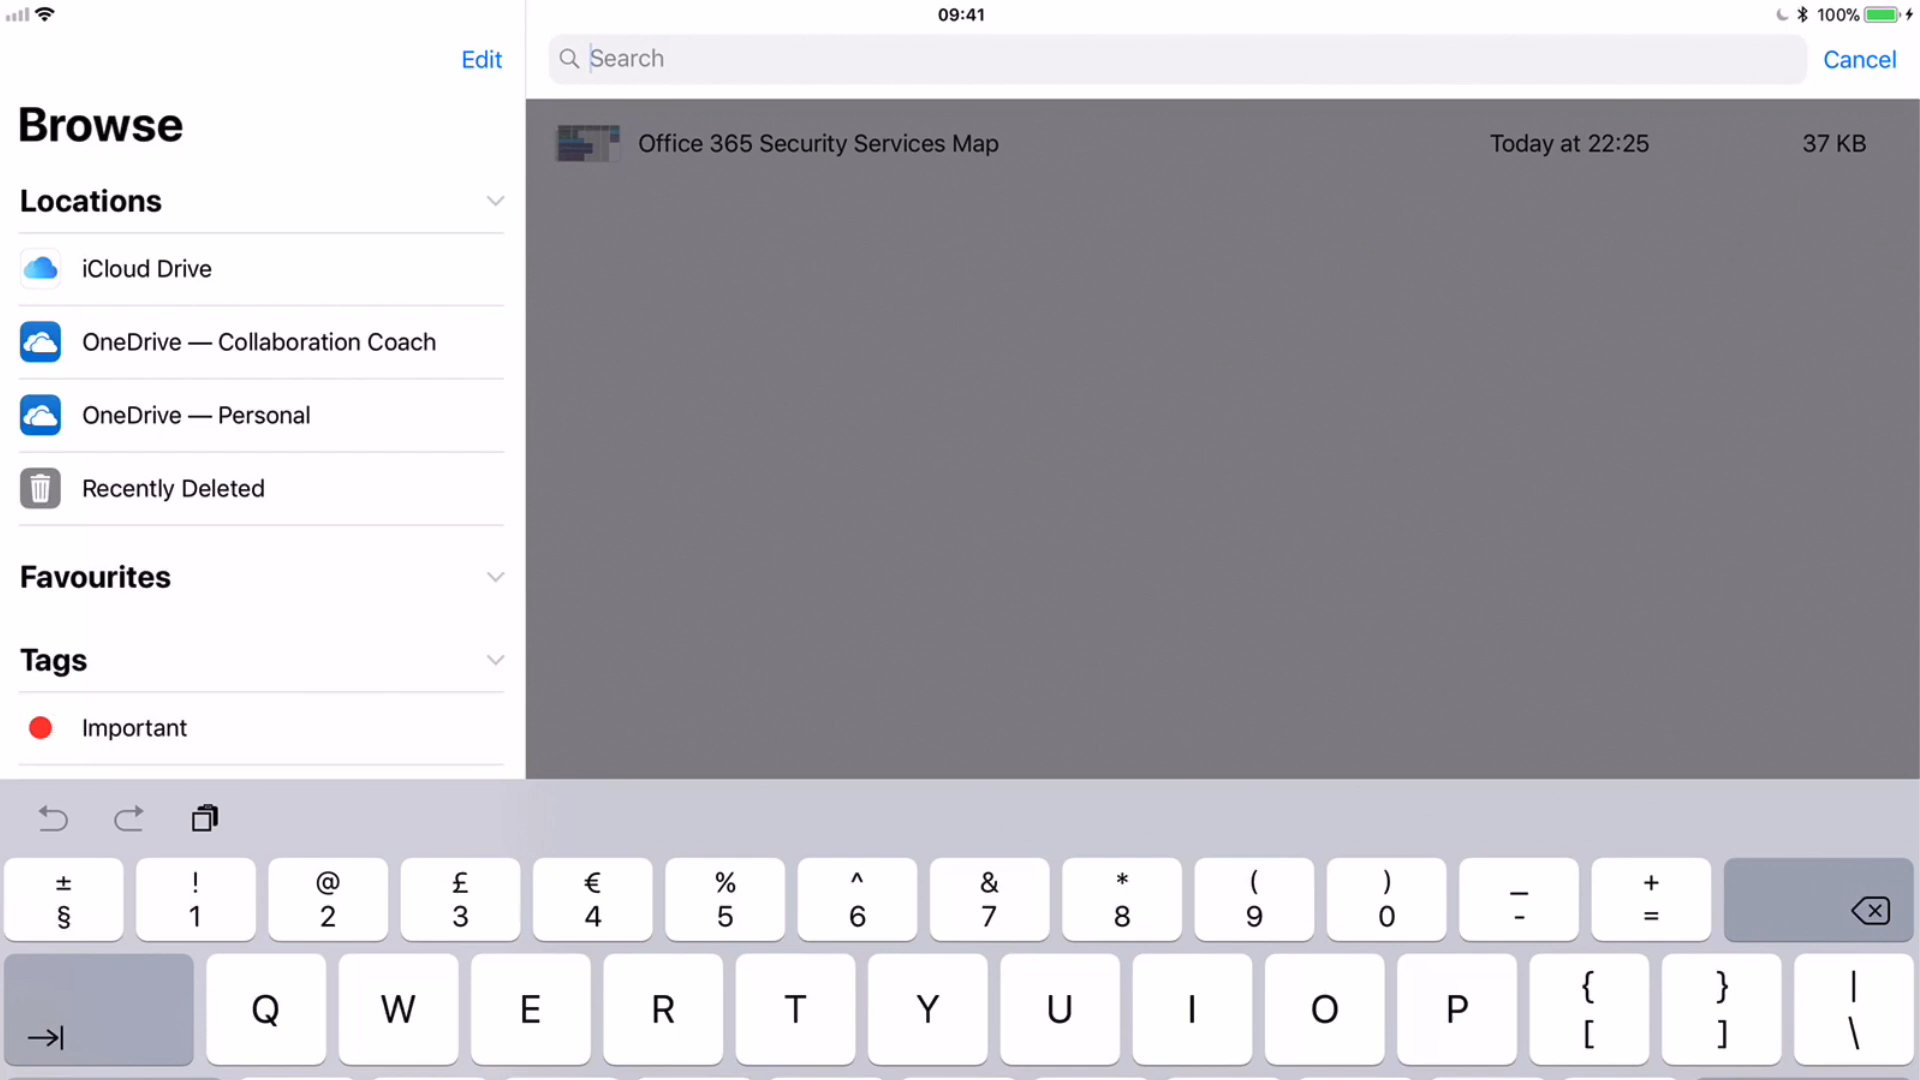 09:41
100%
Edit
Search
Cancel
Browse
Office 365 Security Services Map Today at 22:25 37 KB
Locations
iCloud Drive
OneDrive — Collaboration Coach
OneDrive — Personal
Recently Deleted
Favourites
Tags
Important
± ! @ £ € % ^ & * ( ) _ +
§ 1 2 3 4 5 6 7 8 9 0 - =
Q W E R T Y U I O P { } |
[ ] \